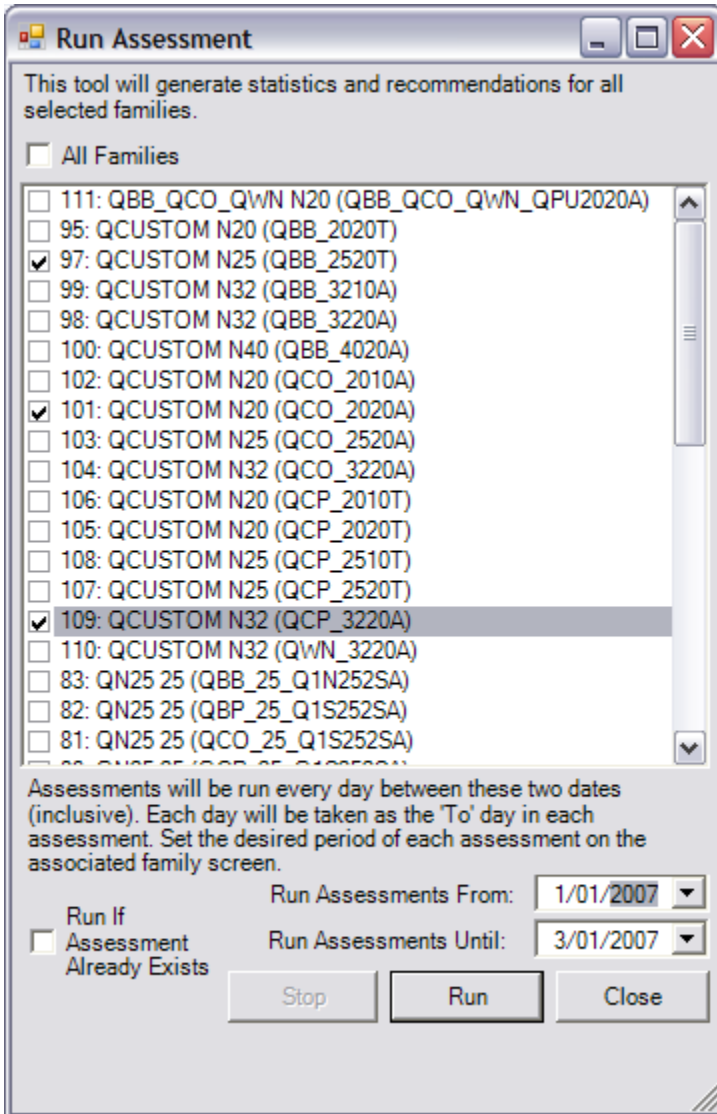 Run Assessment
This tool will generate statistics and recommendations for all
selected families.
All Families
111: QBB_QCO_QWN N20 (QBB_QCO_QWN_QPU2020A)
95: QCUSTOM N20 (QBB_2020T)
97: QCUSTOM N25 (QBB_2520T)
99: QCUSTOM N32 (QBB_3210A)
98: QCUSTOM N32 (QBB_3220A)
100: QCUSTOM N40 (QBB_4020A)
102: QCUSTOM N20 (QCO_2010A)
101: QCUSTOM N20 (QCO_2020A)
103: QCUSTOM N25 (QCO_2520A)
104: QCUSTOM N32 (QCO_3220A)
106: QCUSTOM N20 (QCP_2010T)
105: QCUSTOM N20 (QCP_2020T)
108: QCUSTOM N25 (QCP_2510T)
107: QCUSTOM N25 (QCP_2520T)
109: QCUSTOM N32 (QCP_3220A)
110: QCUSTOM N32 (QWN_3220A)
83: QN25 25 (QBB_25_Q1N252SA)
82: QN25 25 (QBP_25_Q1S252SA)
81: QN25 25 (QCO_25_Q1S252SA)
Assessments will be run every day between these two dates
(inclusive). Each day will be taken as the 'To' day in each
assessment. Set the desired period of each assessment on the
associated family screen.
Run Assessments From: 1/01/2007
Run If
Assessment
Already Exists
Run Assessments Until: 3/01/2007
Stop Run Close